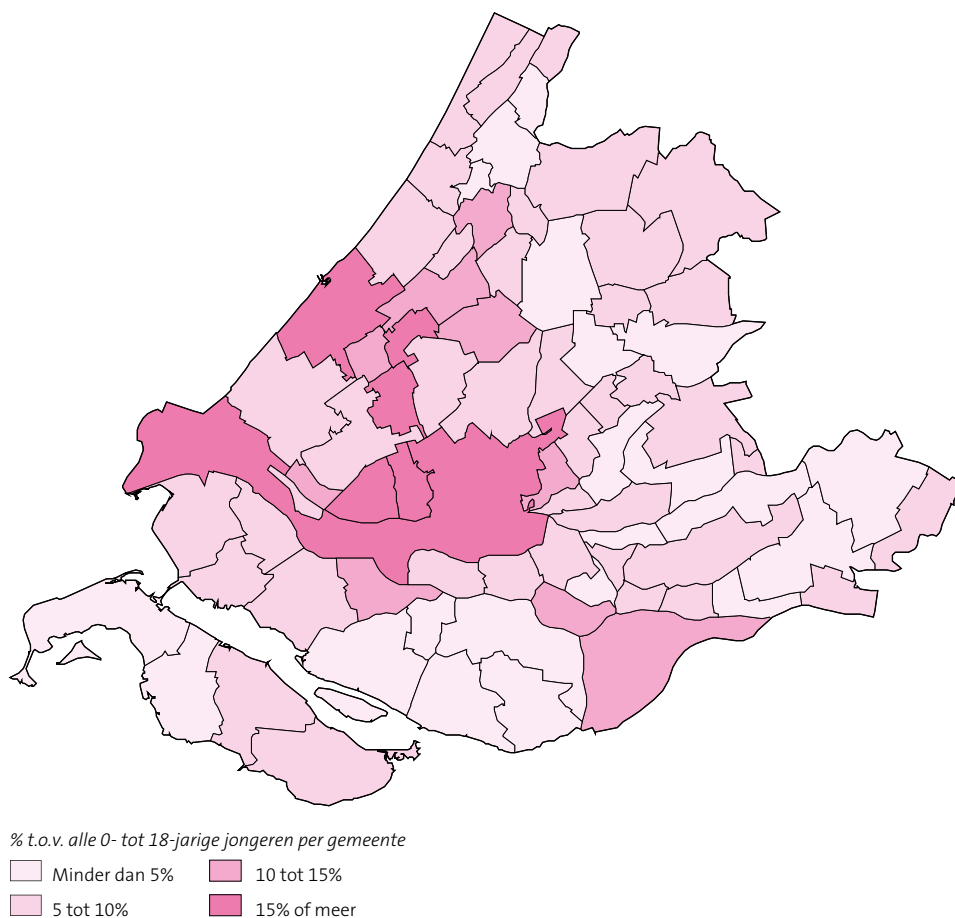 % t.o.v. alle 0- tot 18-jarige jongeren per gemeente
Minder dan 5%
10 tot 15%
5 tot 10%
15% of meer